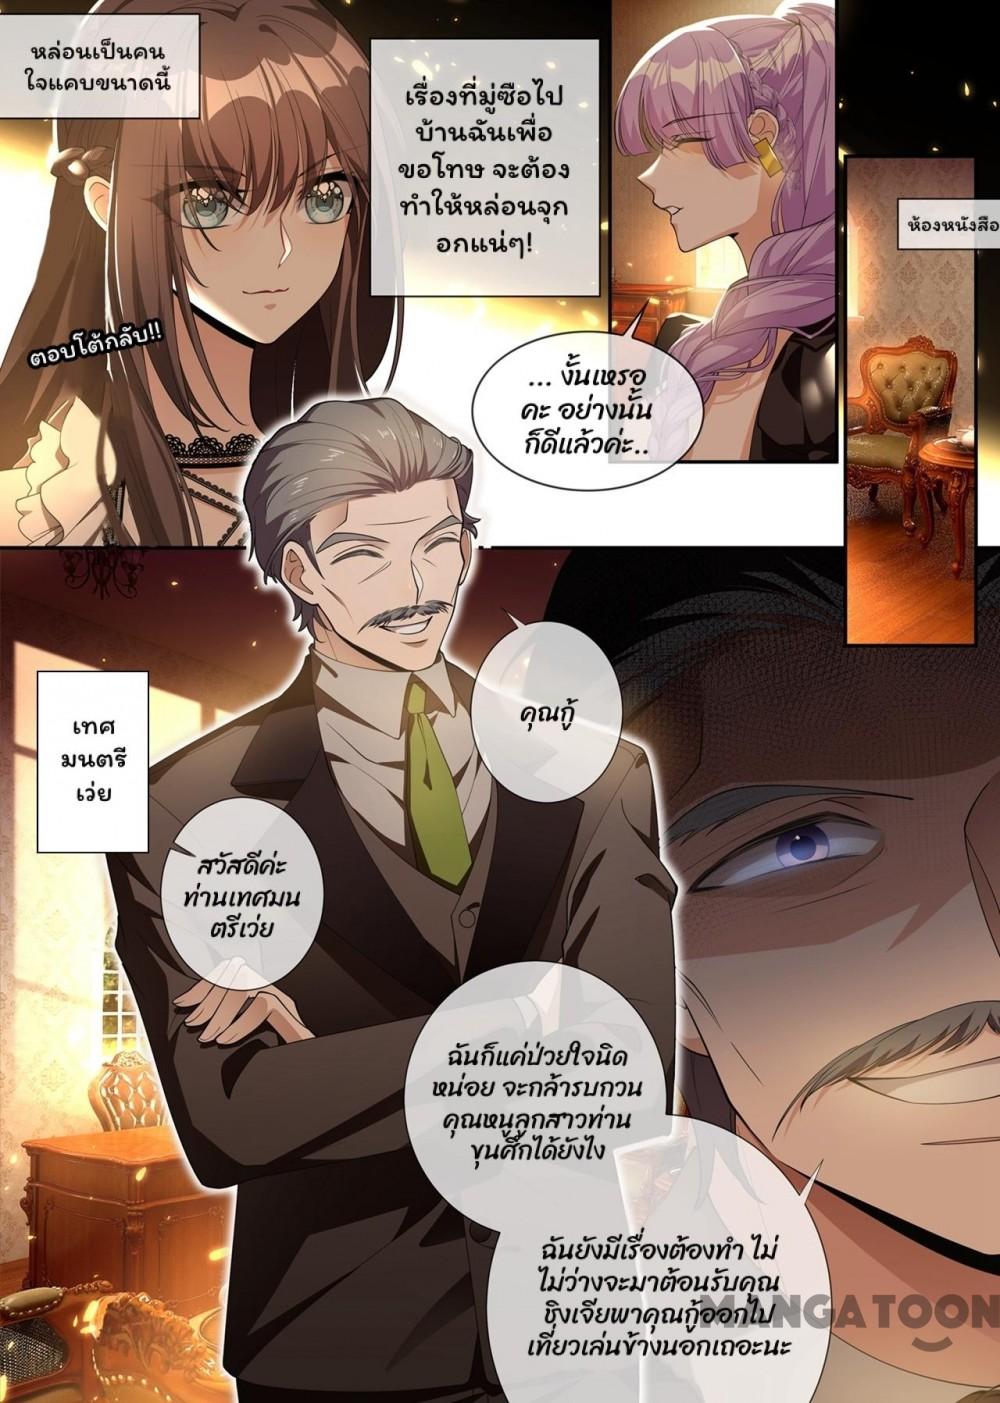 หล่อนเป็นคน
ใจแคบขนาดนี้
เรื่องที่มู่ซือไป
บ้านฉันเพื่อ
ขอโทษ จะต้อง
ทำให้หล่อนจุก
อกแน่ๆ!
ห้องหนังสือ
ตอบโต้กลับ!!
... งั้นเหรอ
คะ อย่างนั้น
ก็ดีแล้วค่ะ..
คุณกู้
เทศ
มนตรี
เว่ย
สวัสดีค่ะ
ท่านเทศมน
ตรีเว่ย
ฉันก็แค่ป่วยใจนิด
หน่อย จะกล้ารบกวน
คุณหนูลูกสาวท่าน
ขุนศึกได้ยังไง
ฉันยังมีเรื่องต้องทำ ไม่
ไม่ว่างจะมาต้อนรับคุณ
ชิงเจียพาคุณกู้ออกไป
เที่ยวเล่นข้างนอกเถอะนะ
MANGATOON